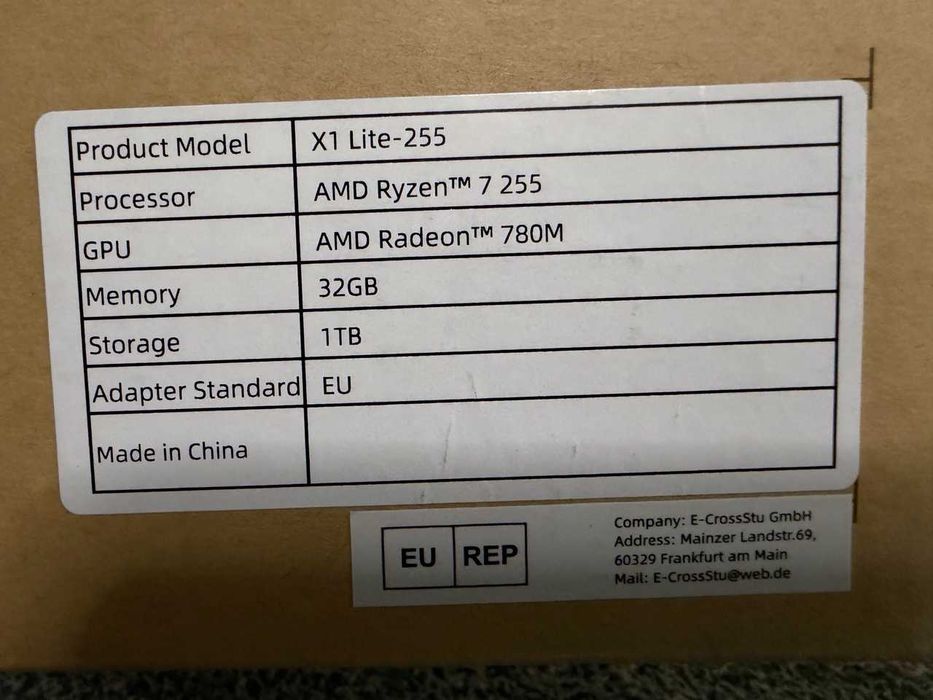 Product Model X1 Lite-255
Processor AMD Ryzen™ 7 255
GPU AMD Radeon™ 780M
Memory 32GB
Storage 1TB
Adapter Standard EU
Made in China
EU REP
Company: E-CrossStu GmbH
Address: Mainzer Landstr.69,
60329 Frankfurt am Main
Mail: E-CrossStu@web.de